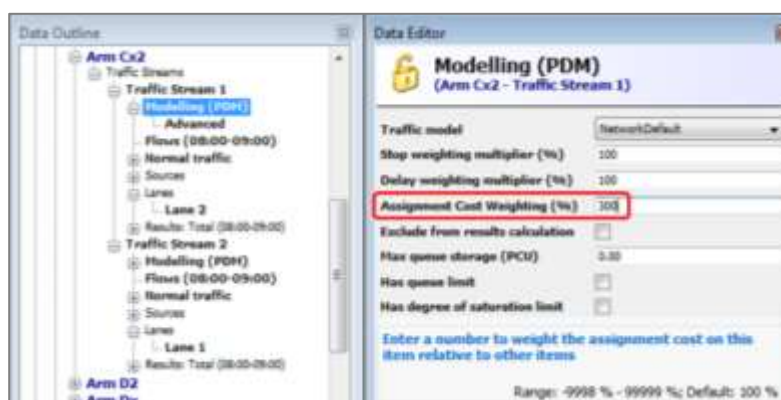 Data Outline
Arm Cx2
Traffic Streams
Traffic Stream 1
Modelling (PDM)
Advanced
Flows (08:00-09:00)
Normal traffic
Sources
Lanes
Lane 2
Results: Total (08:00-09:00)
Traffic Stream 2
Modelling (PDM)
Flows (08:00-09:00)
Normal traffic
Sources
Lanes
Lane 1
Results: Total (08:00-09:00)
Arm D2
Data Editor
Modelling (PDM)
(Arm Cx2 - Traffic Stream 1)
Traffic model NetworkDefault
Stop weighting multiplier (%) 100
Delay weighting multiplier (%) 100
Assignment Cost Weighting (%) 300
Exclude from results calculation
Max queue storage (PCU) 0.00
Has queue limit
Has degree of saturation limit
Enter a number to weight the assignment cost on this
item relative to other items
Range: -9998 % - 99999 %; Default: 100 %